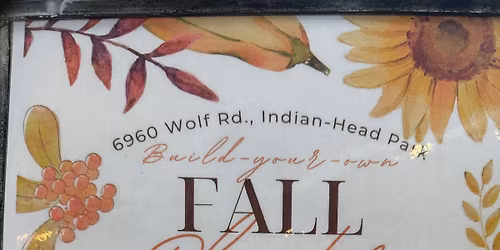 6960 Wolf Rd., Indian-Head Park
Build-your-own
FALL